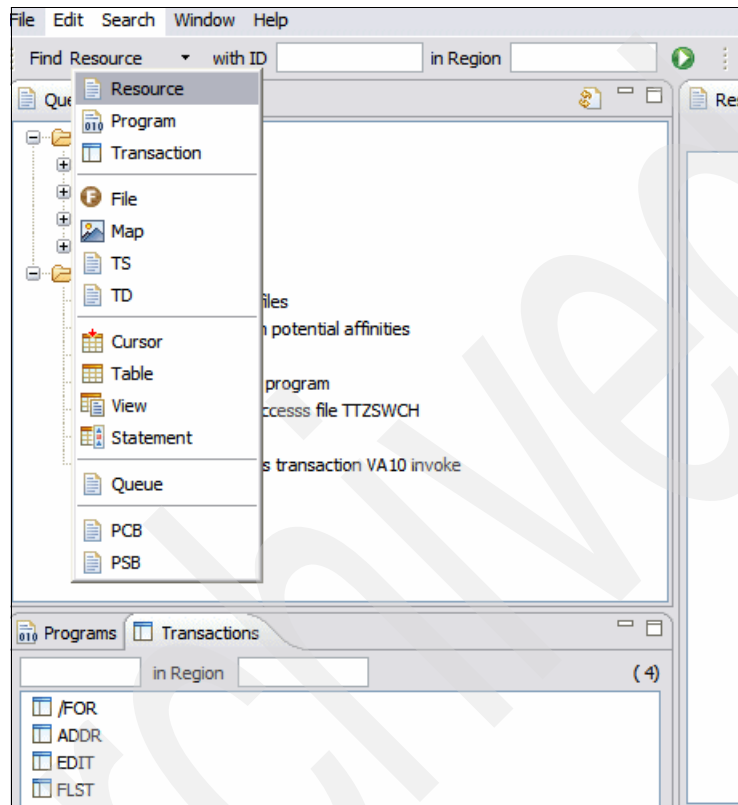 File Edit Search Window Help
Find Resource with ID in Region
Resource
Program
Transaction
File
Map
TS
TD
Cursor
Table
View
Statement
Queue
PCB
PSB
Que
Re
files
potential affinities
program
ccesss file TTZSWCH
s transaction VA10 invoke
Programs Transactions
in Region (4)
/FOR
ADDR
EDIT
FLST